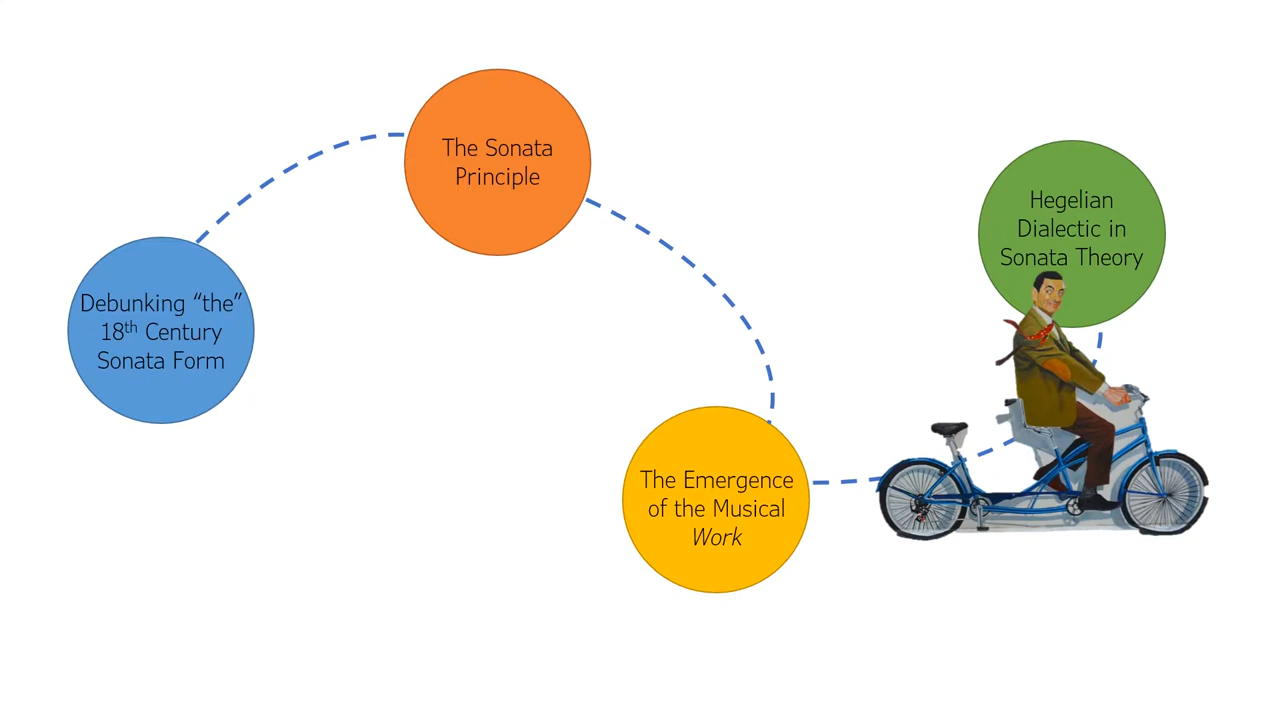 Debunking “the”
18th Century
Sonata Form
The Sonata
Principle
The Emergence
of the Musical
Work
Hegelian
Dialectic in
Sonata Theory